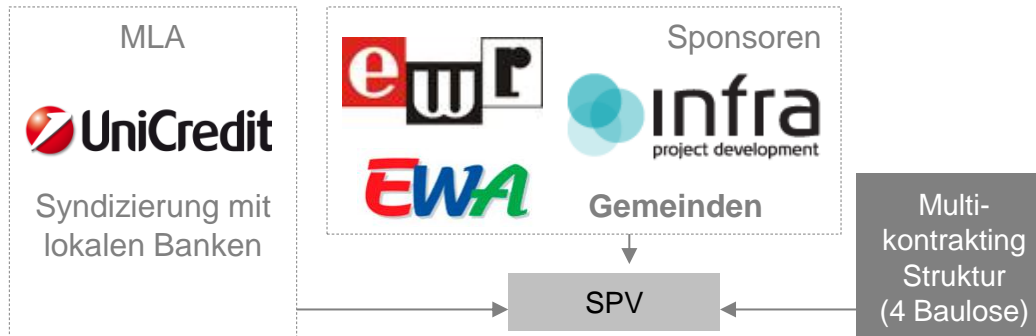 MLA
UniCredit
Syndizierung mit
lokalen Banken
Sponsoren
ewr
infra
project development
EWA
Gemeinden
SPV
Multi-
kontrakting
Struktur
(4 Baulose)